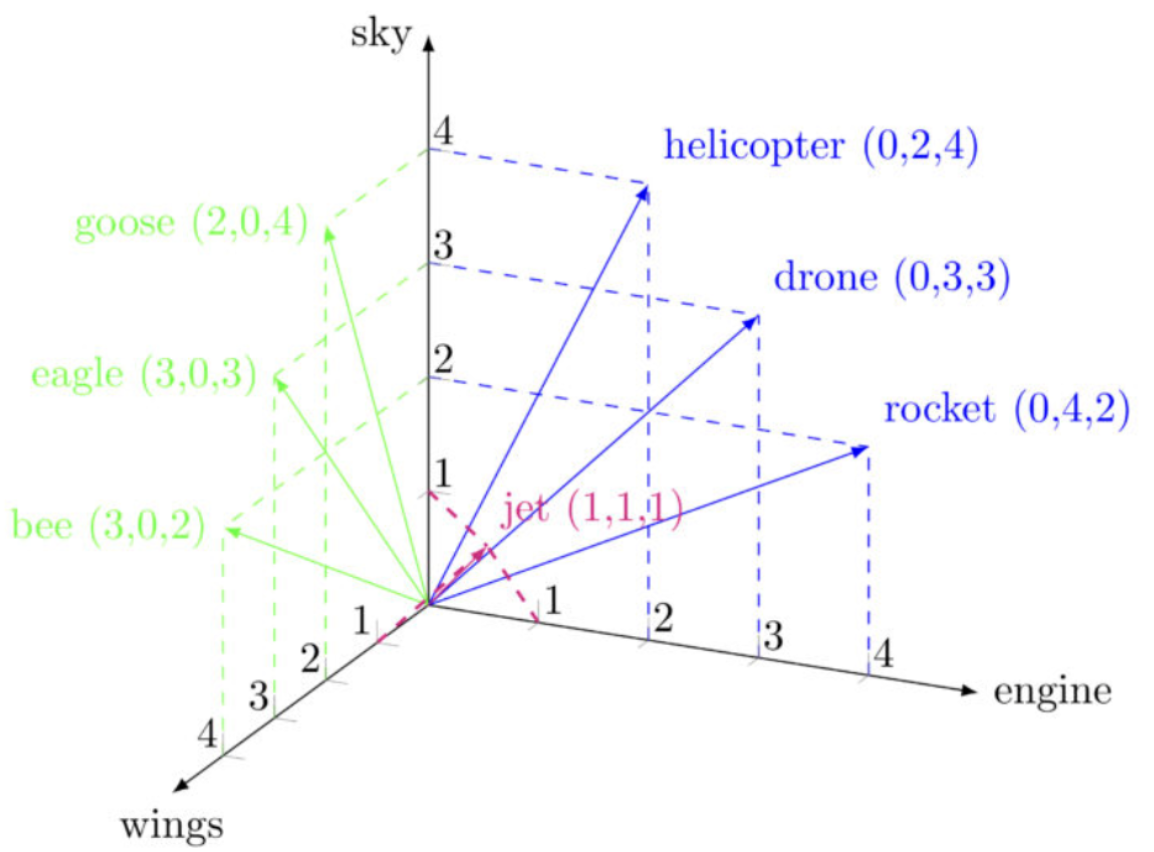 sky
4
helicopter (0,2,4)
goose (2,0,4)
3
drone (0,3,3)
2
eagle (3,0,3)
rocket (0,4,2)
1
jet (1,1,1)
bee (3,0,2)
1
1
2
2
3
3
4
4
engine
wings